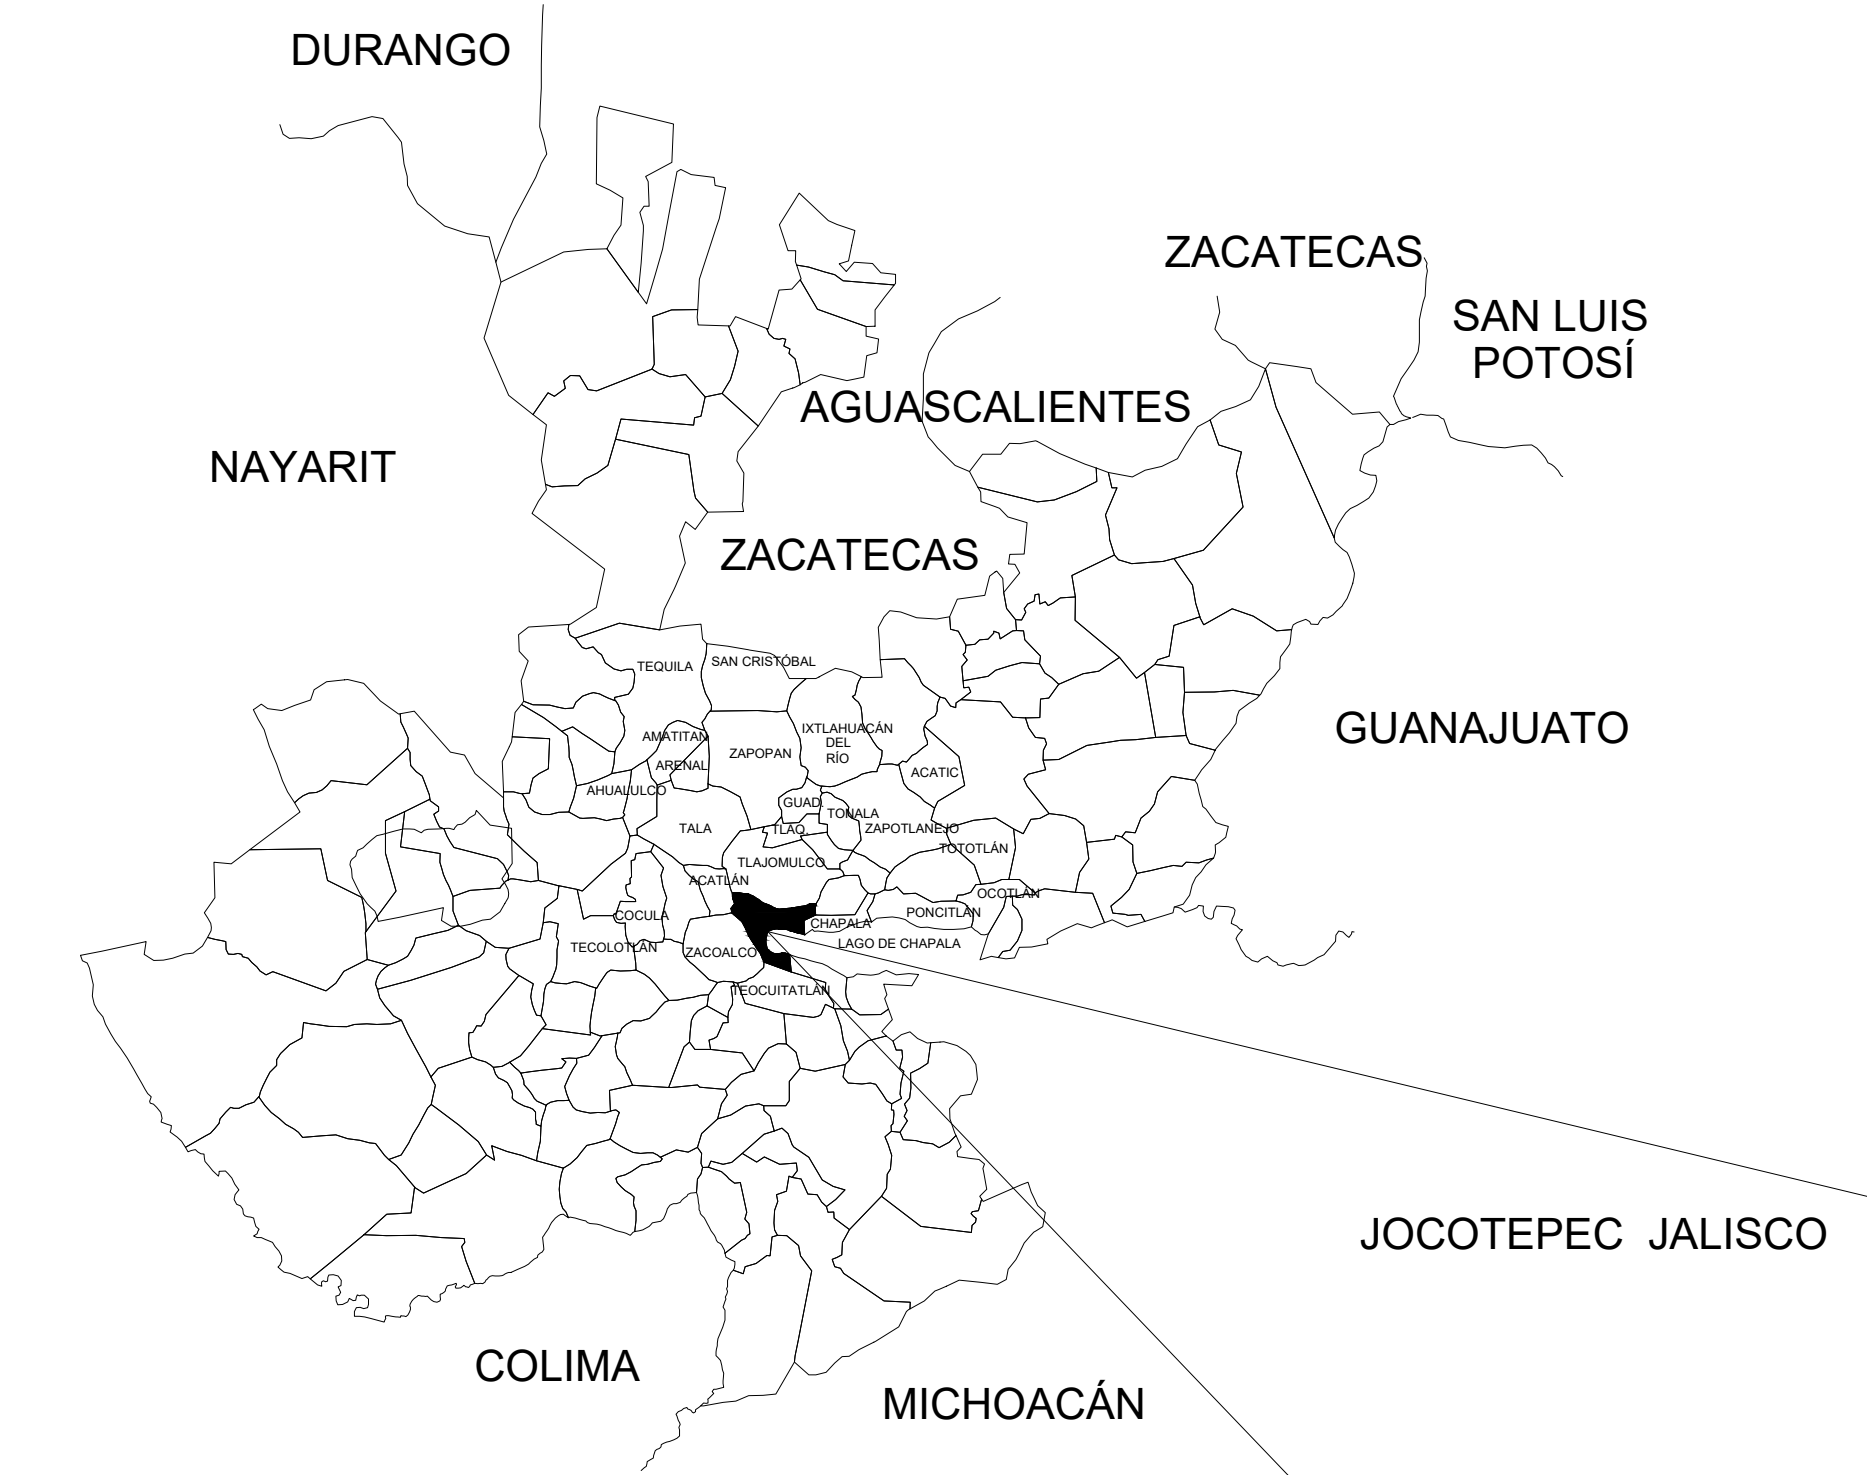 DURANGO
ZACATECAS
SAN LUIS
POTOSÍ
AGUASCALIENTES
NAYARIT
ZACATECAS
TEQUILA
SAN CRISTÓBAL
GUANAJUATO
IXTLAHUACÁN
DEL
RÍO
AMATITAN
ZAPOPAN
ARENAL
ACATIC
AHUALULCO
GUAD.
TONALA
TALA
TLAQ.
ZAPOTLANEJO
TOTOTLÁN
TLAJOMULCO
ACATLÁN
OCOTLÁN
COCULA
PONCITLÁN
CHAPALA
TECOLOTLÁN
ZACOALCO
LAGO DE CHAPALA
TEOCUITATLÁN
JOCOTEPEC JALISCO
COLIMA
MICHOACÁN